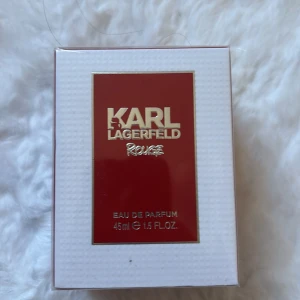 KARL
LAGERFELD
ROUGE
EAU DE PARFUM
45ml ℮ 1.5 FL.OZ.